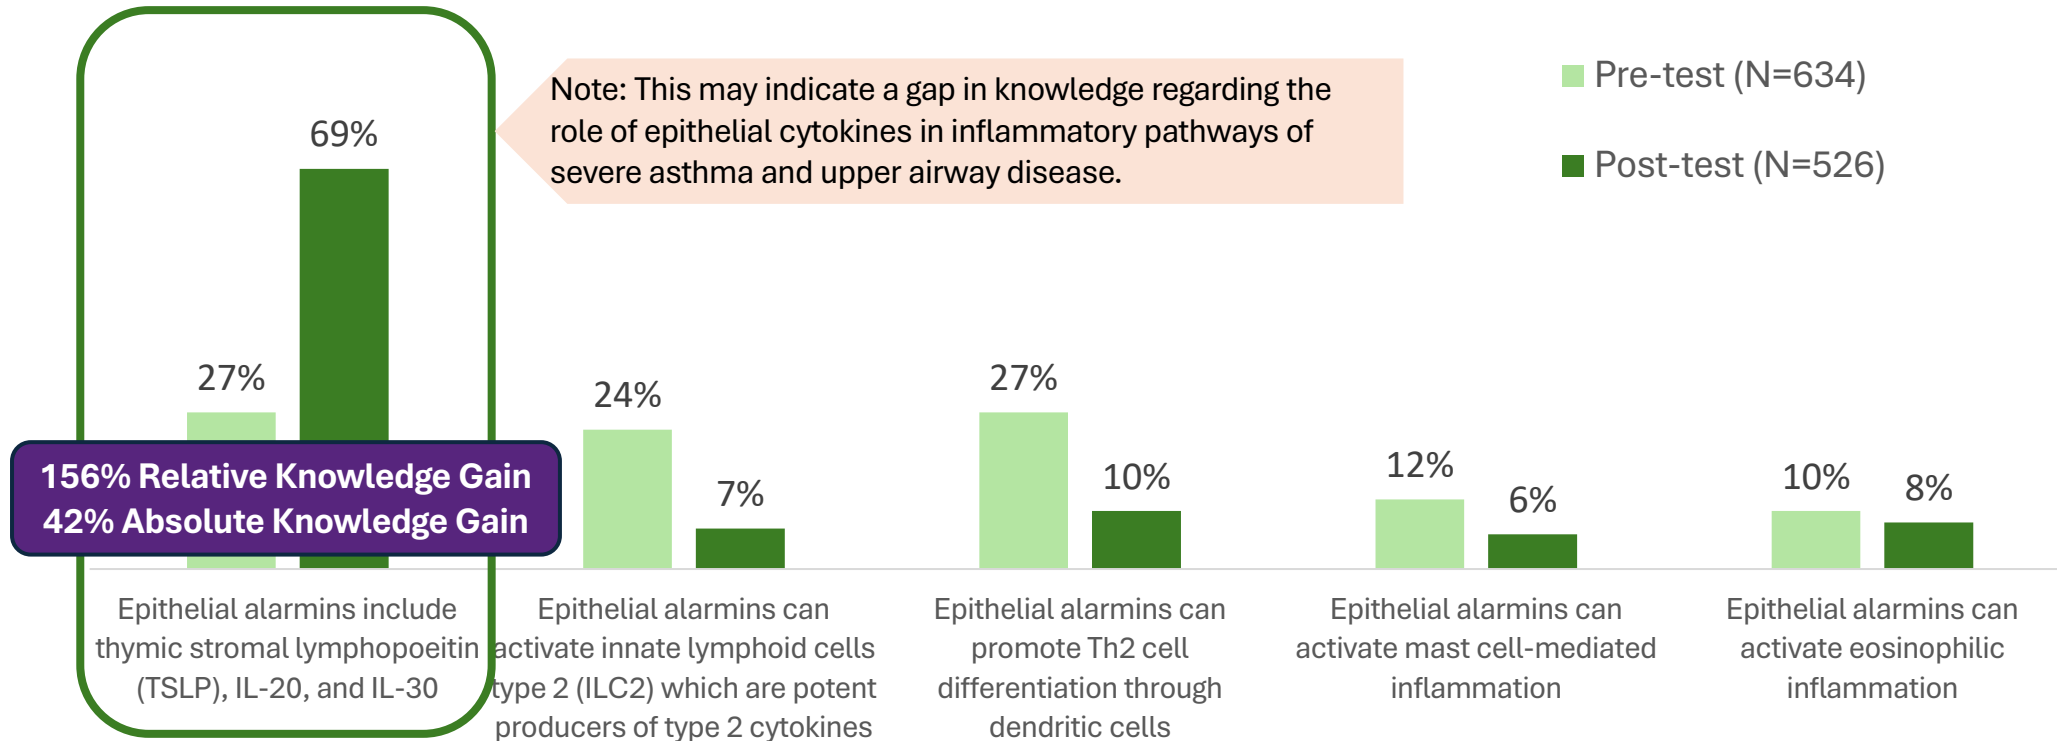 Note: This may indicate a gap in knowledge regarding the
role of epithelial cytokines in inflammatory pathways of
severe asthma and upper airway disease.
Pre-test (N=634)
Post-test (N=526)
27%
69%
24%
7%
27%
10%
12%
6%
10%
8%
156% Relative Knowledge Gain
42% Absolute Knowledge Gain
Epithelial alarmins include
thymic stromal lymphopoeitin
(TSLP), IL-20, and IL-30
Epithelial alarmins can
activate innate lymphoid cells
type 2 (ILC2) which are potent
producers of type 2 cytokines
Epithelial alarmins can
promote Th2 cell
differentiation through
dendritic cells
Epithelial alarmins can
activate mast cell-mediated
inflammation
Epithelial alarmins can
activate eosinophilic
inflammation